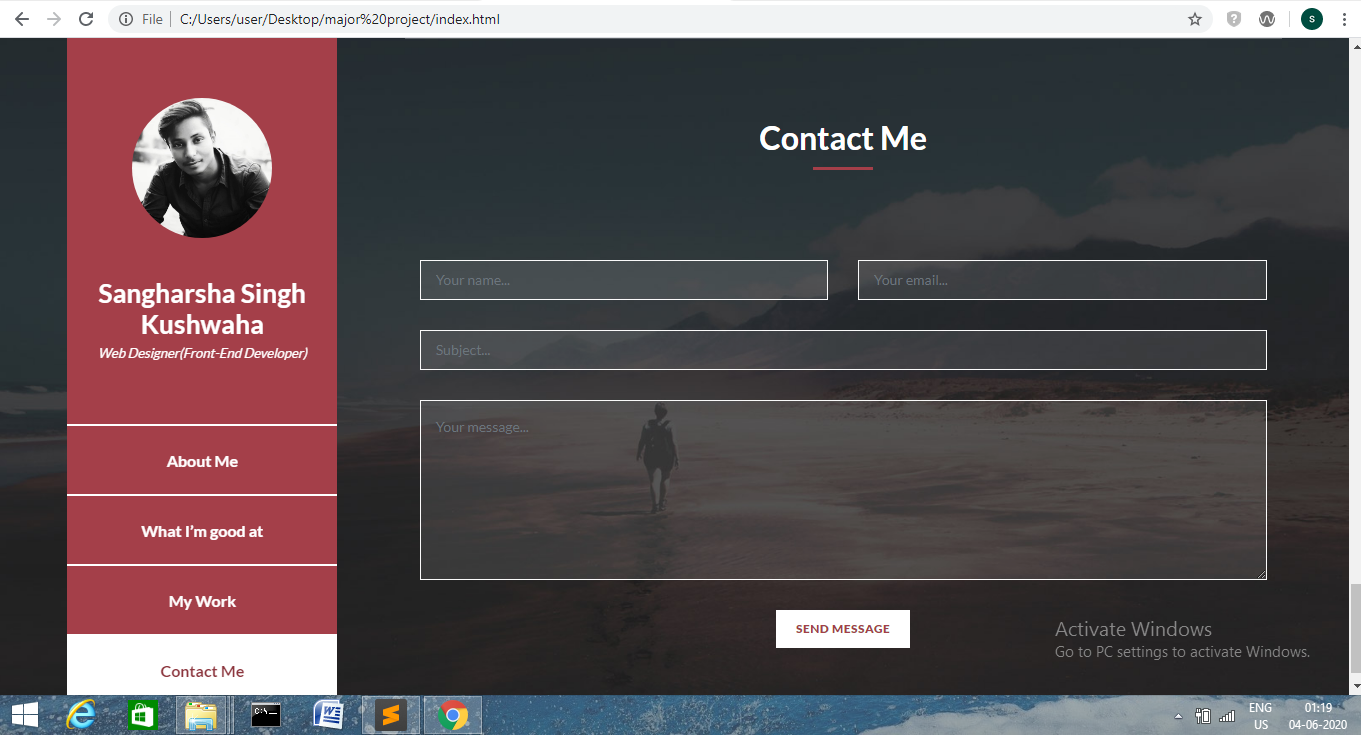 File
C:/Users/user/Desktop/major%20project/index.html
S
Sangharsha Singh
Kushwaha
Web Designer(Front-End Developer)
About Me
What I’m good at
My Work
Contact Me
Contact Me
Your name...
Your email...
Subject...
Your message...
SEND MESSAGE
Activate Windows
Go to PC settings to activate Windows.
C:\_
W
ENG
US
01:19
04-06-2020